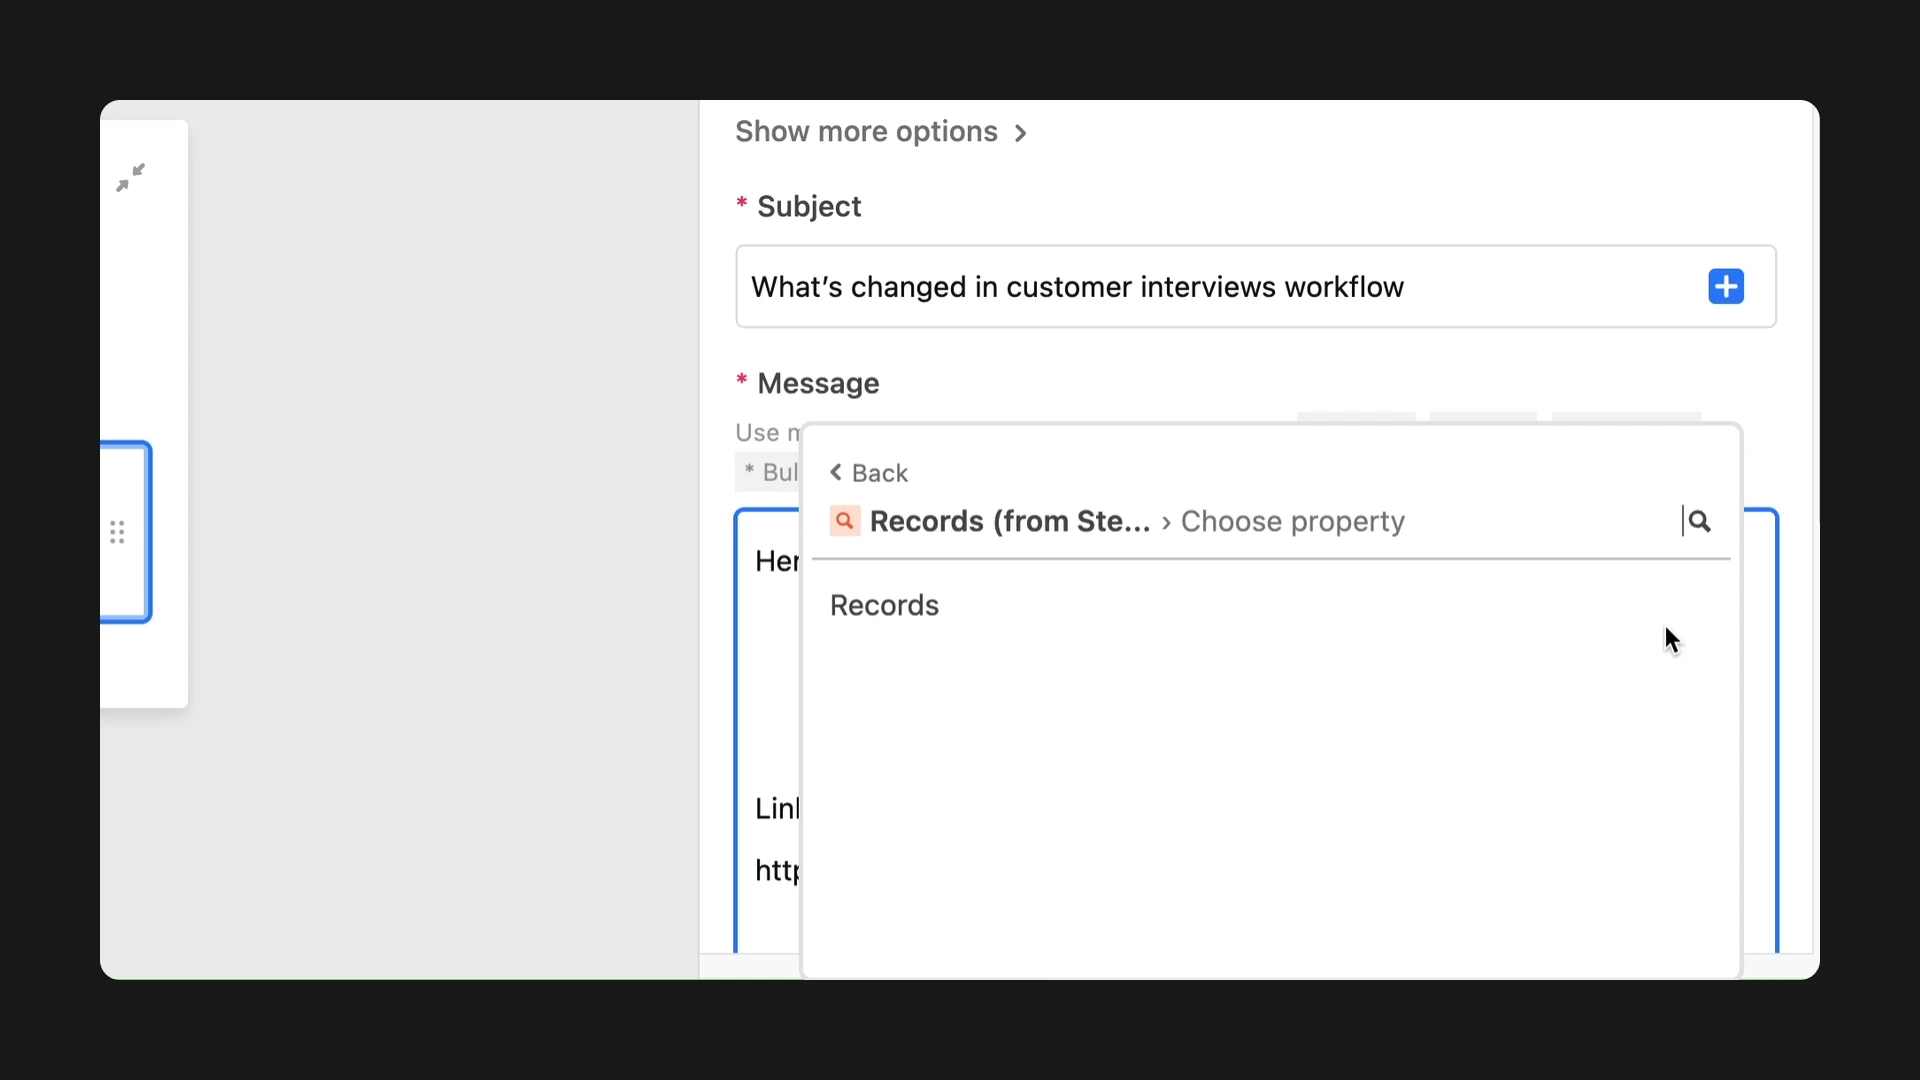 Show more options
* Subject
What's changed in customer interviews workflow
* Message
Use
* Bul
Back
Records (from Ste... › Choose property
Her
Records
Lin
http